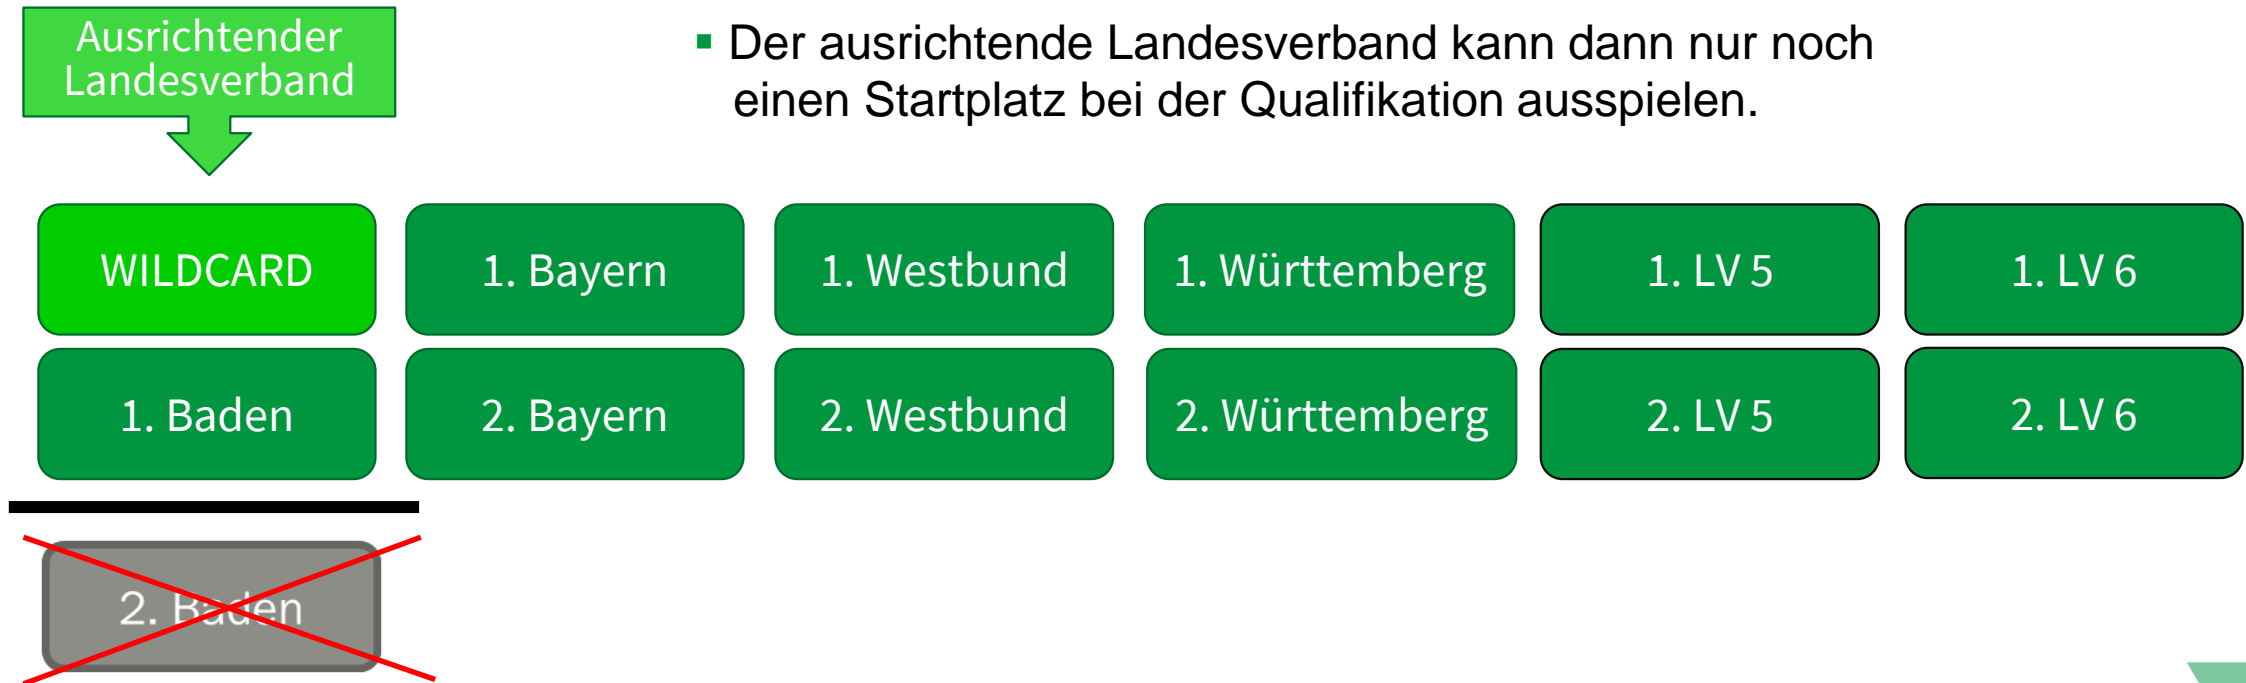 Ausrichtender
Landesverband
▪ Der ausrichtende Landesverband kann dann nur noch
einen Startplatz bei der Qualifikation ausspielen.
WILDCARD
1. Bayern
1. Westbund
1. Württemberg
1. LV 5
1. LV 6
1. Baden
2. Bayern
2. Westbund
2. Württemberg
2. LV 5
2. LV 6
2. Baden